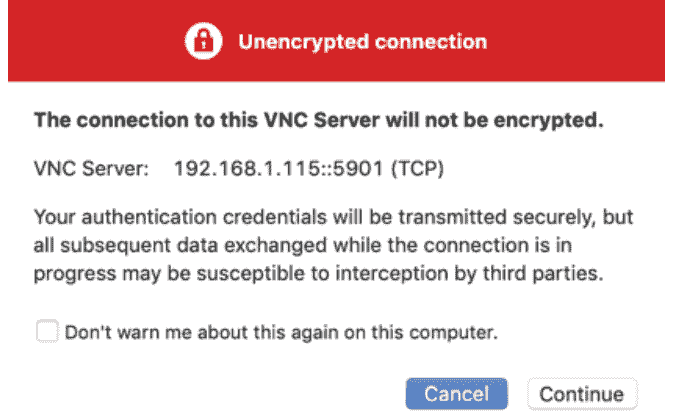 Unencrypted connection
The connection to this VNC Server will not be encrypted.
VNC Server: 192.168.1.115::5901 (TCP)
Your authentication credentials will be transmitted securely, but
all subsequent data exchanged while the connection is in
progress may be susceptible to interception by third parties.
Don't warn me about this again on this computer.
Cancel Continue